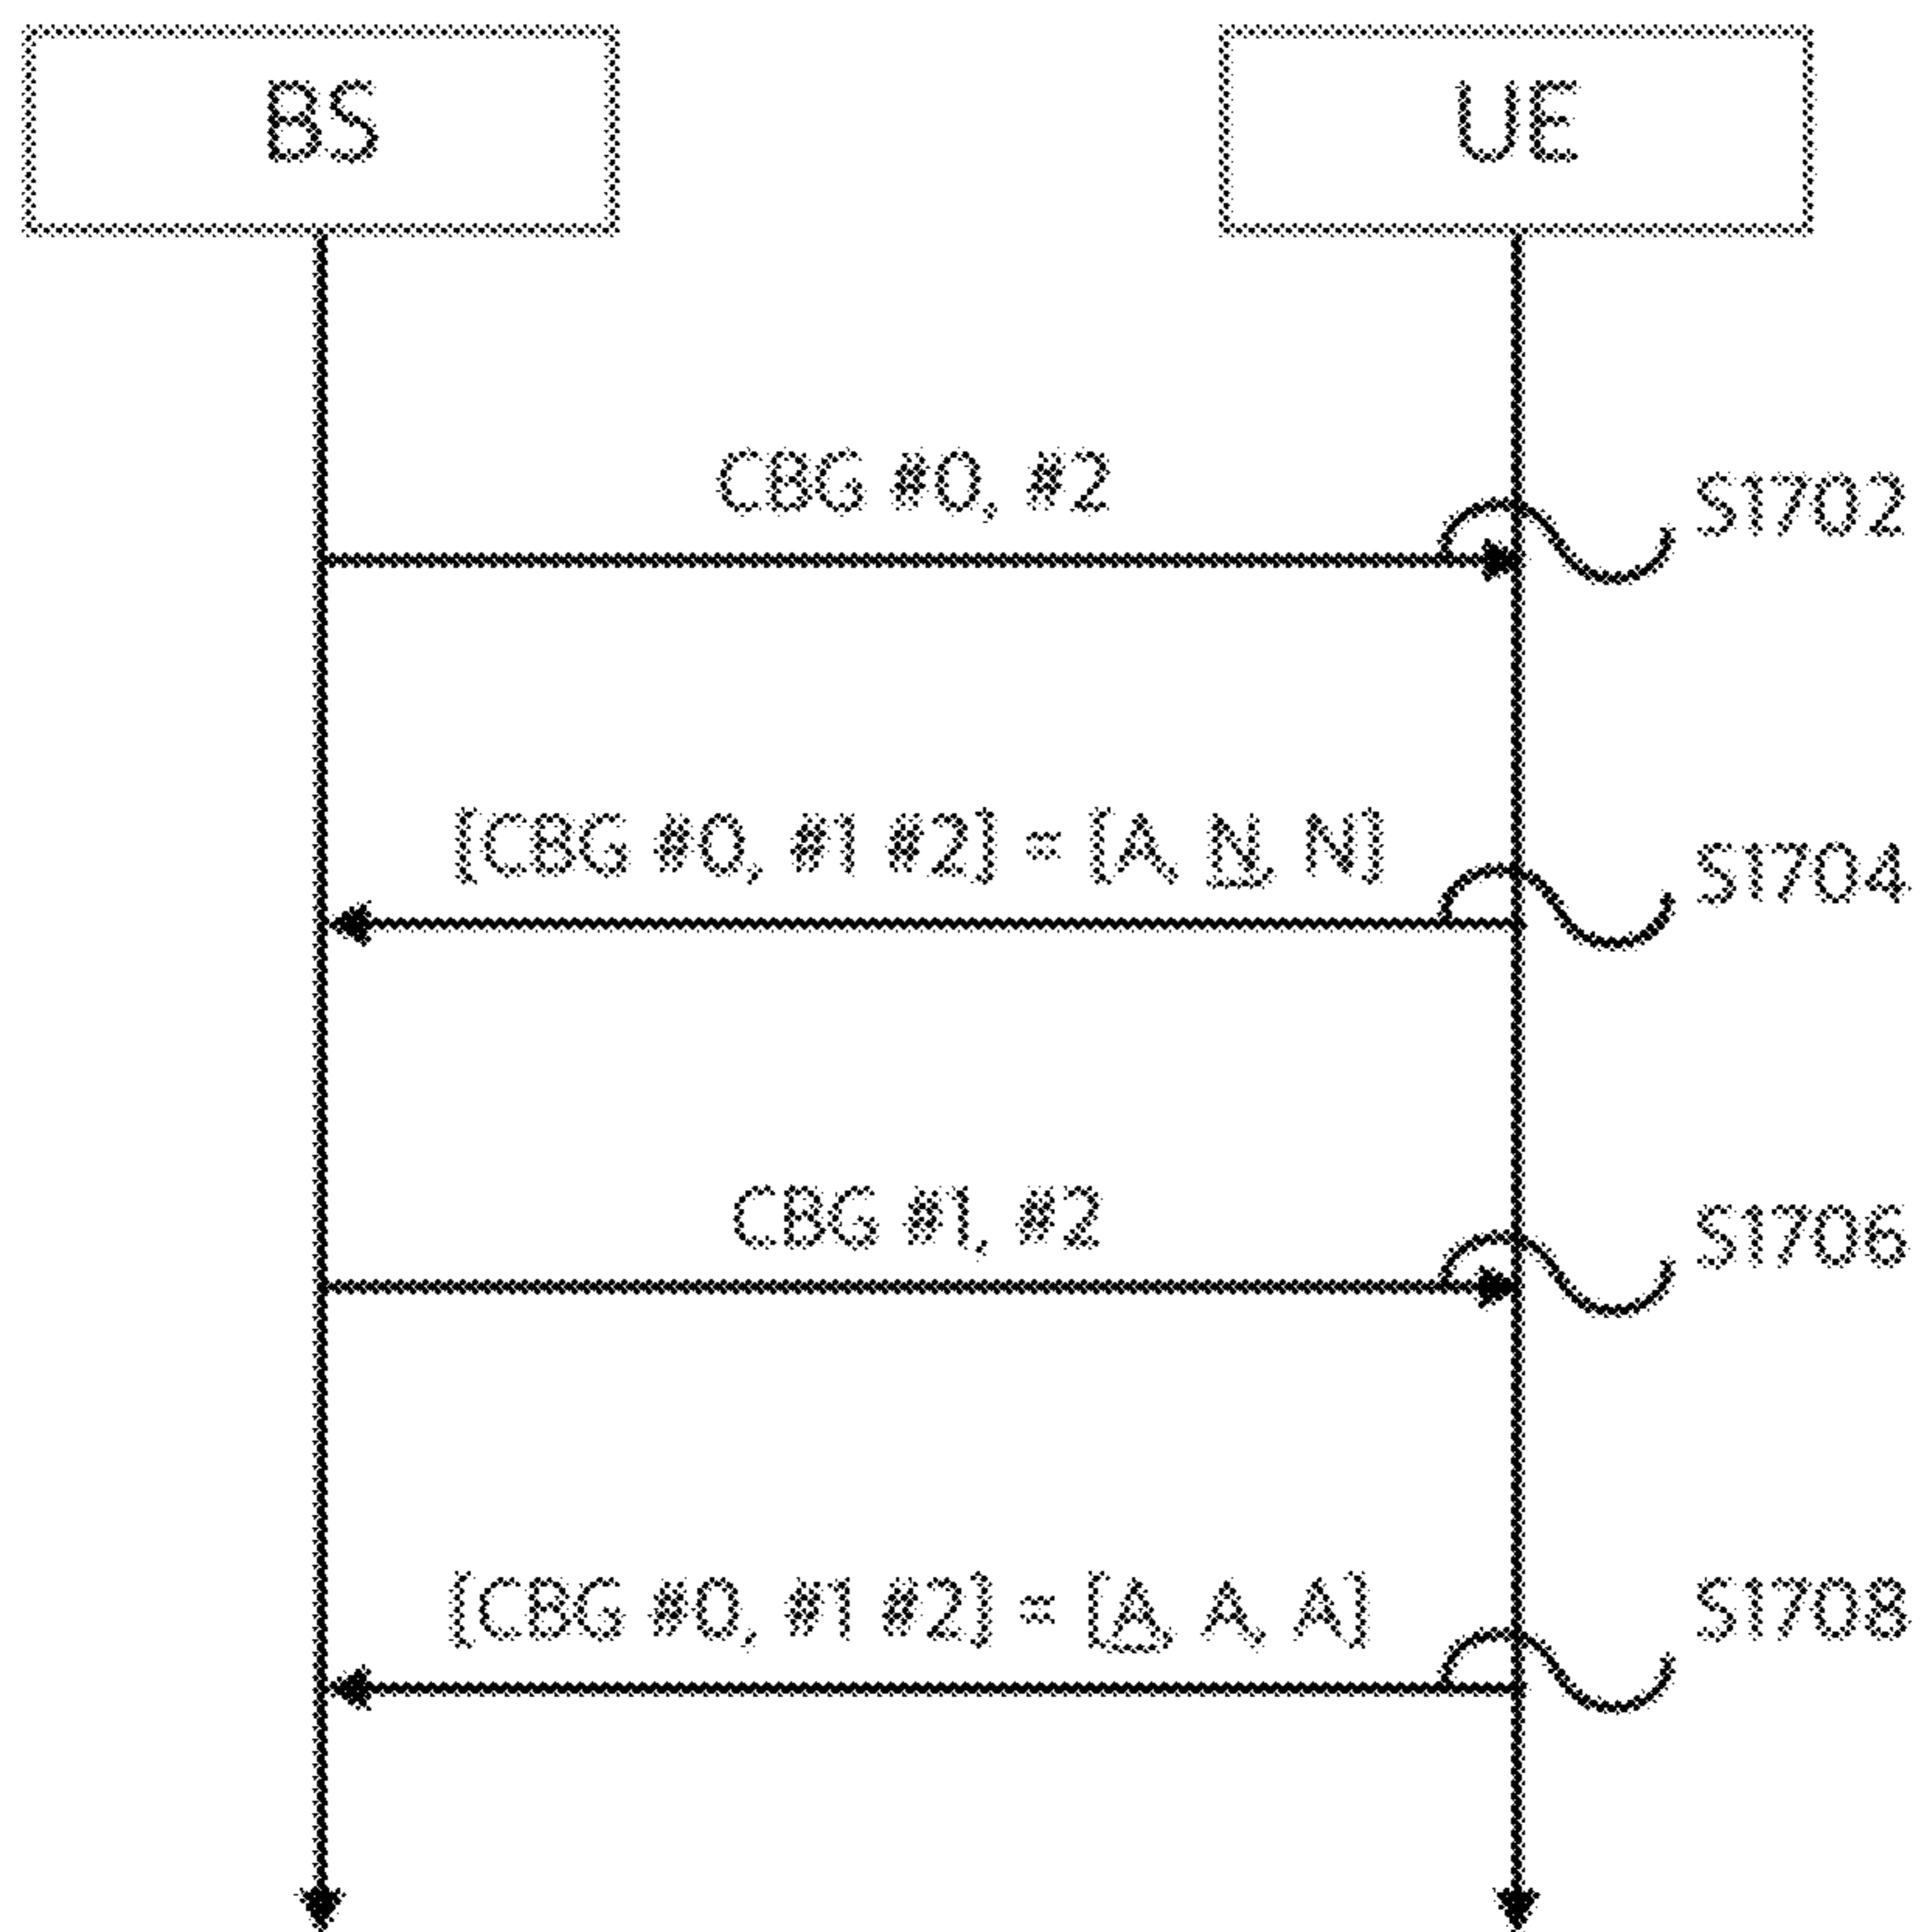 BS
UE
CBG #0, #2
S1702
[CBG #0, #1 #2] = [A, N, N]
S1704
CBG #1, #2
S1706
[CBG #0, #1 #2] = [A, A, A]
S1708